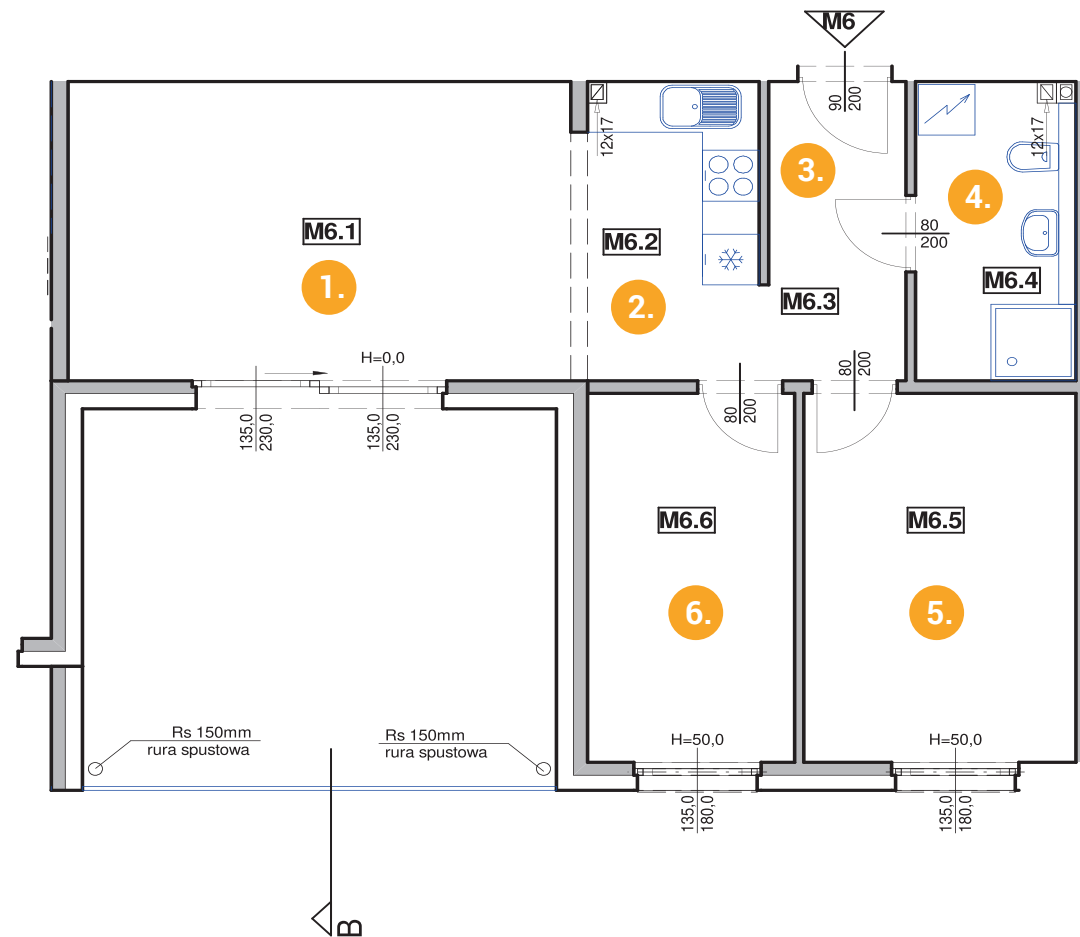 M6
90
200
12x17
12x17
3.
4.
M6.1
M6.2
80
200
M6.4
1.
2.
M6.3
H=0,0
80
200
135,0
230,0
135,0
230,0
80
200
M6.6
M6.5
6.
5.
Rs 150mm
rura spustowa
Rs 150mm
rura spustowa
H=50,0
H=50,0
135,0
180,0
135,0
180,0
B